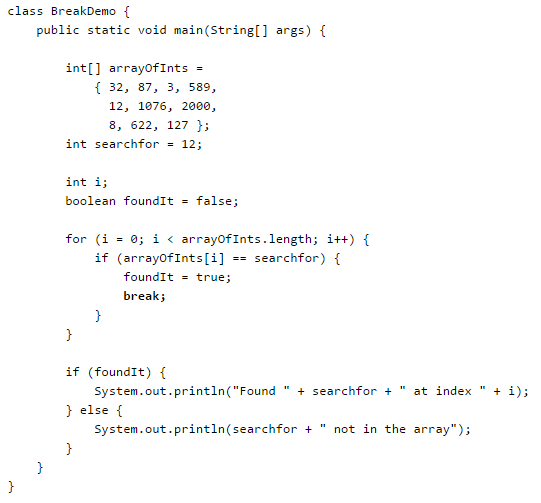 class BreakDemo {
    public static void main(String[] args) {

        int[] arrayOfInts =
            { 32, 87, 3, 589,
              12, 1076, 2000,
              8, 622, 127 };
        int searchfor = 12;

        int i;
        boolean foundIt = false;

        for (i = 0; i < arrayOfInts.length; i++) {
            if (arrayOfInts[i] == searchfor) {
                foundIt = true;
                break;
            }
        }

        if (foundIt) {
            System.out.println("Found " + searchfor + " at index " + i);
        } else {
            System.out.println(searchfor + " not in the array");
        }
    }
}